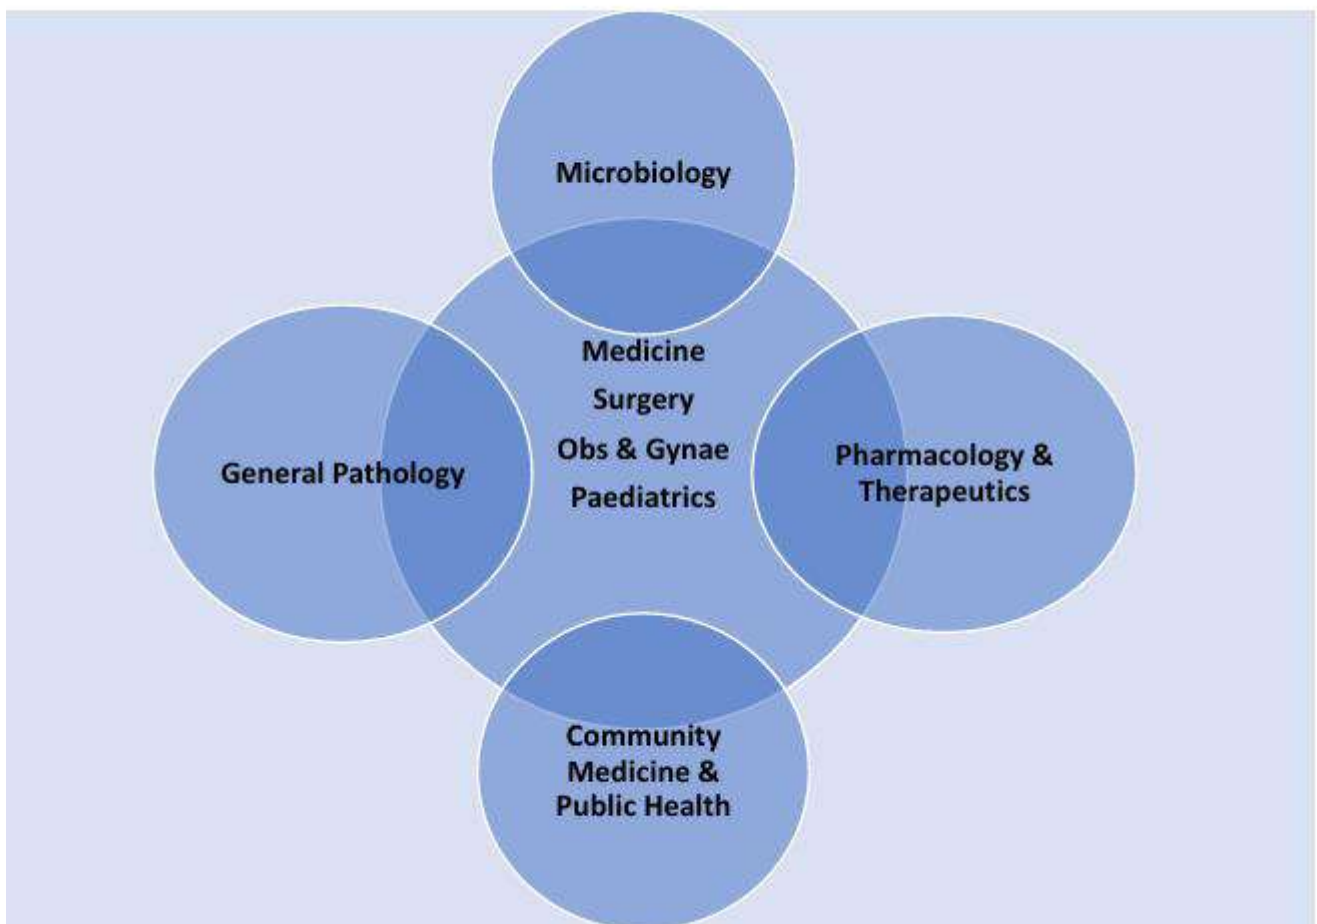 Microbiology
Medicine
Surgery
Obs & Gynae
Paediatrics
General Pathology
Pharmacology &
Therapeutics
Community
Medicine &
Public Health